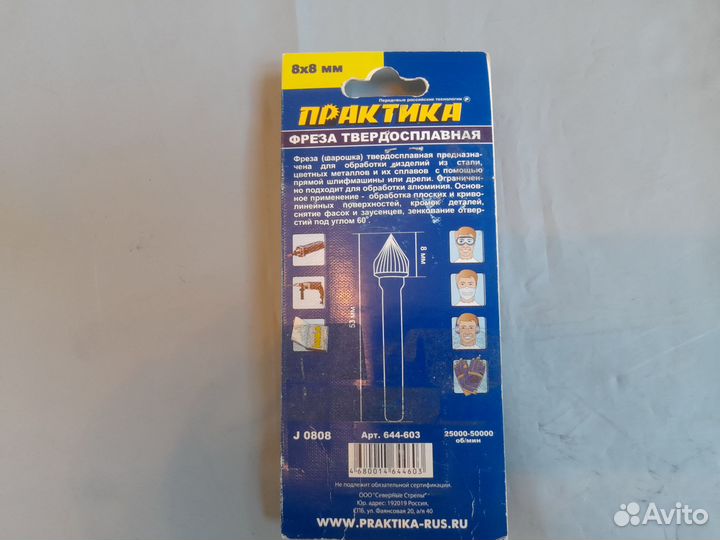 8x8 мм
Передовые российские технологии
ПРАКТИКА
ФРЕЗА ТВЕРДОСПЛАВНАЯ
Фреза (шарошка) твердосплавная предназна-
чена для обработки изделий из стали,
цветных металлов и их сплавов с помощью
прямой шлифмашины или дрели. Ограничен-
но подходит для обработки алюминия. Основ-
ное применение - обработка плоских и криво-
линейных поверхностей, кромок деталей,
снятие фасок и заусенцев, зенкование отвер-
стий под углом 60°.
8 мм
53 мм
J 0808
Арт. 644-603
25000-50000
об/мин
4 680014 644603
Не подлежит обязательной сертификации.
ООО "Северные Стрелы"
Юр. адрес: 192019 Россия,
СПб, ул. Фаянсовая 20, а/я 40
WWW.PRAKTIKA-RUS.RU
Avito